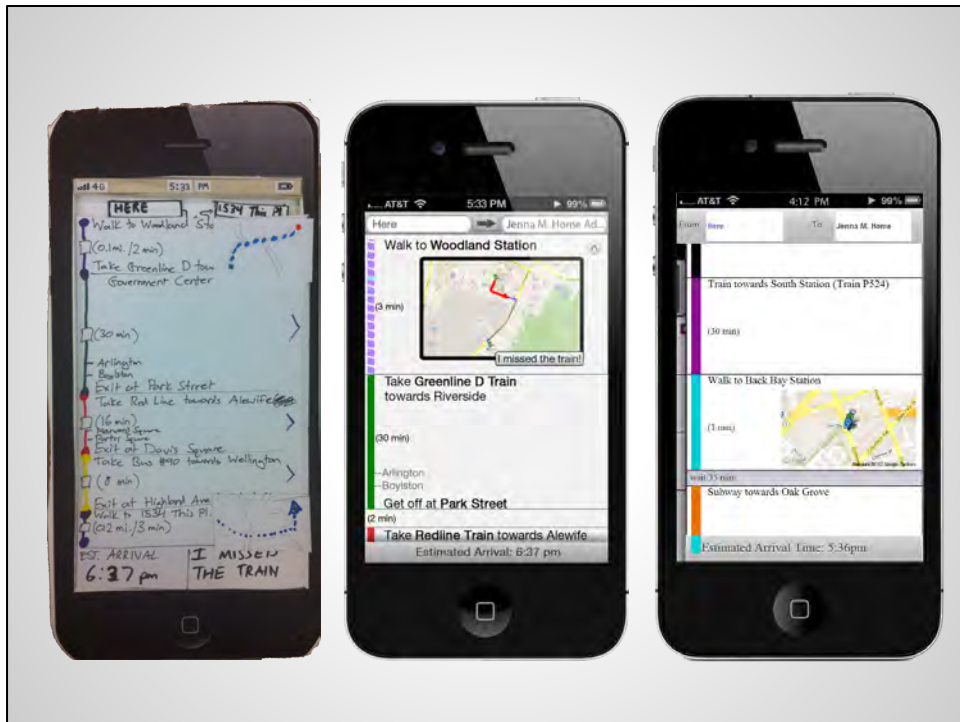 4G 5:33 PM
HERE
1534 This Pl
Walk to Woodland Sta
(0.1mi./2 min)
Take Greenline D tow
Government Center
(30 min)
Arlington
Boylston
Exit at Park Street
Take Red Line towards Alewife
(16 min)
Harvard Square
Porter Square
Exit at Davis Square
Take Bus #90 towards Wellington
(8 min)
Exit at Highland Ave
Walk to 1534 This Pl.
(0.2 mi./3 min)
EST. ARRIVAL
6:37 pm
I MISSED
THE TRAIN
AT&T 5:33 PM 99%
Here
Jenna M. Home Ad...
Walk to Woodland Station
(3 min)
I missed the train!
Take Greenline D Train
towards Riverside
(30 min)
Arlington
Boylston
Get off at Park Street
(2 min)
Take Redline Train towards Alewife
Estimated Arrival: 6:37 pm
AT&T 4:12 PM 99%
From Here To Jenna M. Home
Train towards South Station (Train P524)
(30 min)
Walk to Back Bay Station
(1 min)
wait 35 min
Subway towards Oak Grove
Estimated Arrival Time: 5:36pm